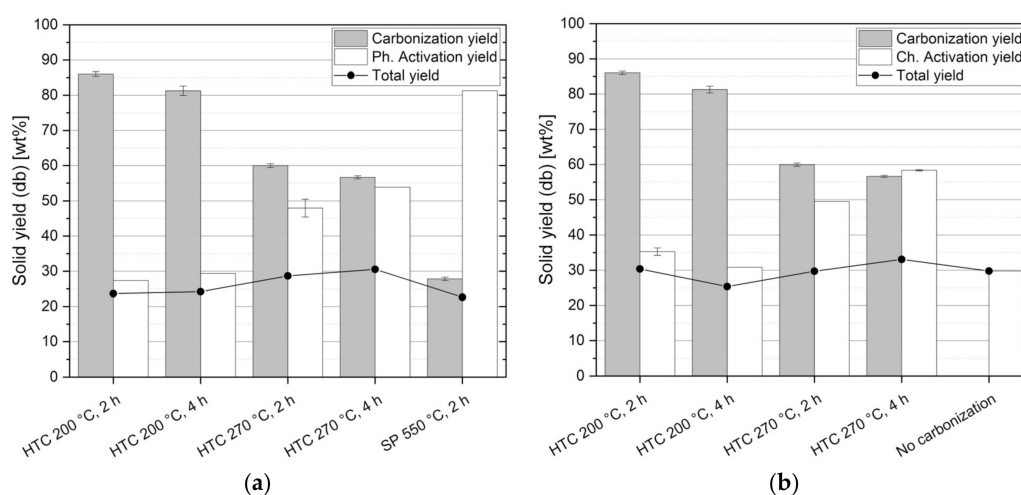 100
90
80
70
60
50
40
30
20
10
0
Solid yield (db) [wt%]
Carbonization yield
Ph. Activation yield
Total yield
HTC 200 °C, 2 h
HTC 200 °C, 4 h
HTC 270 °C, 2 h
HTC 270 °C, 4 h
SP 550 °C, 2 h
(a)
100
90
80
70
60
50
40
30
20
10
0
Solid yield (db) [wt%]
Carbonization yield
Ch. Activation yield
Total yield
HTC 200 °C, 2 h
HTC 200 °C, 4 h
HTC 270 °C, 2 h
HTC 270 °C, 4 h
No carbonization
(b)